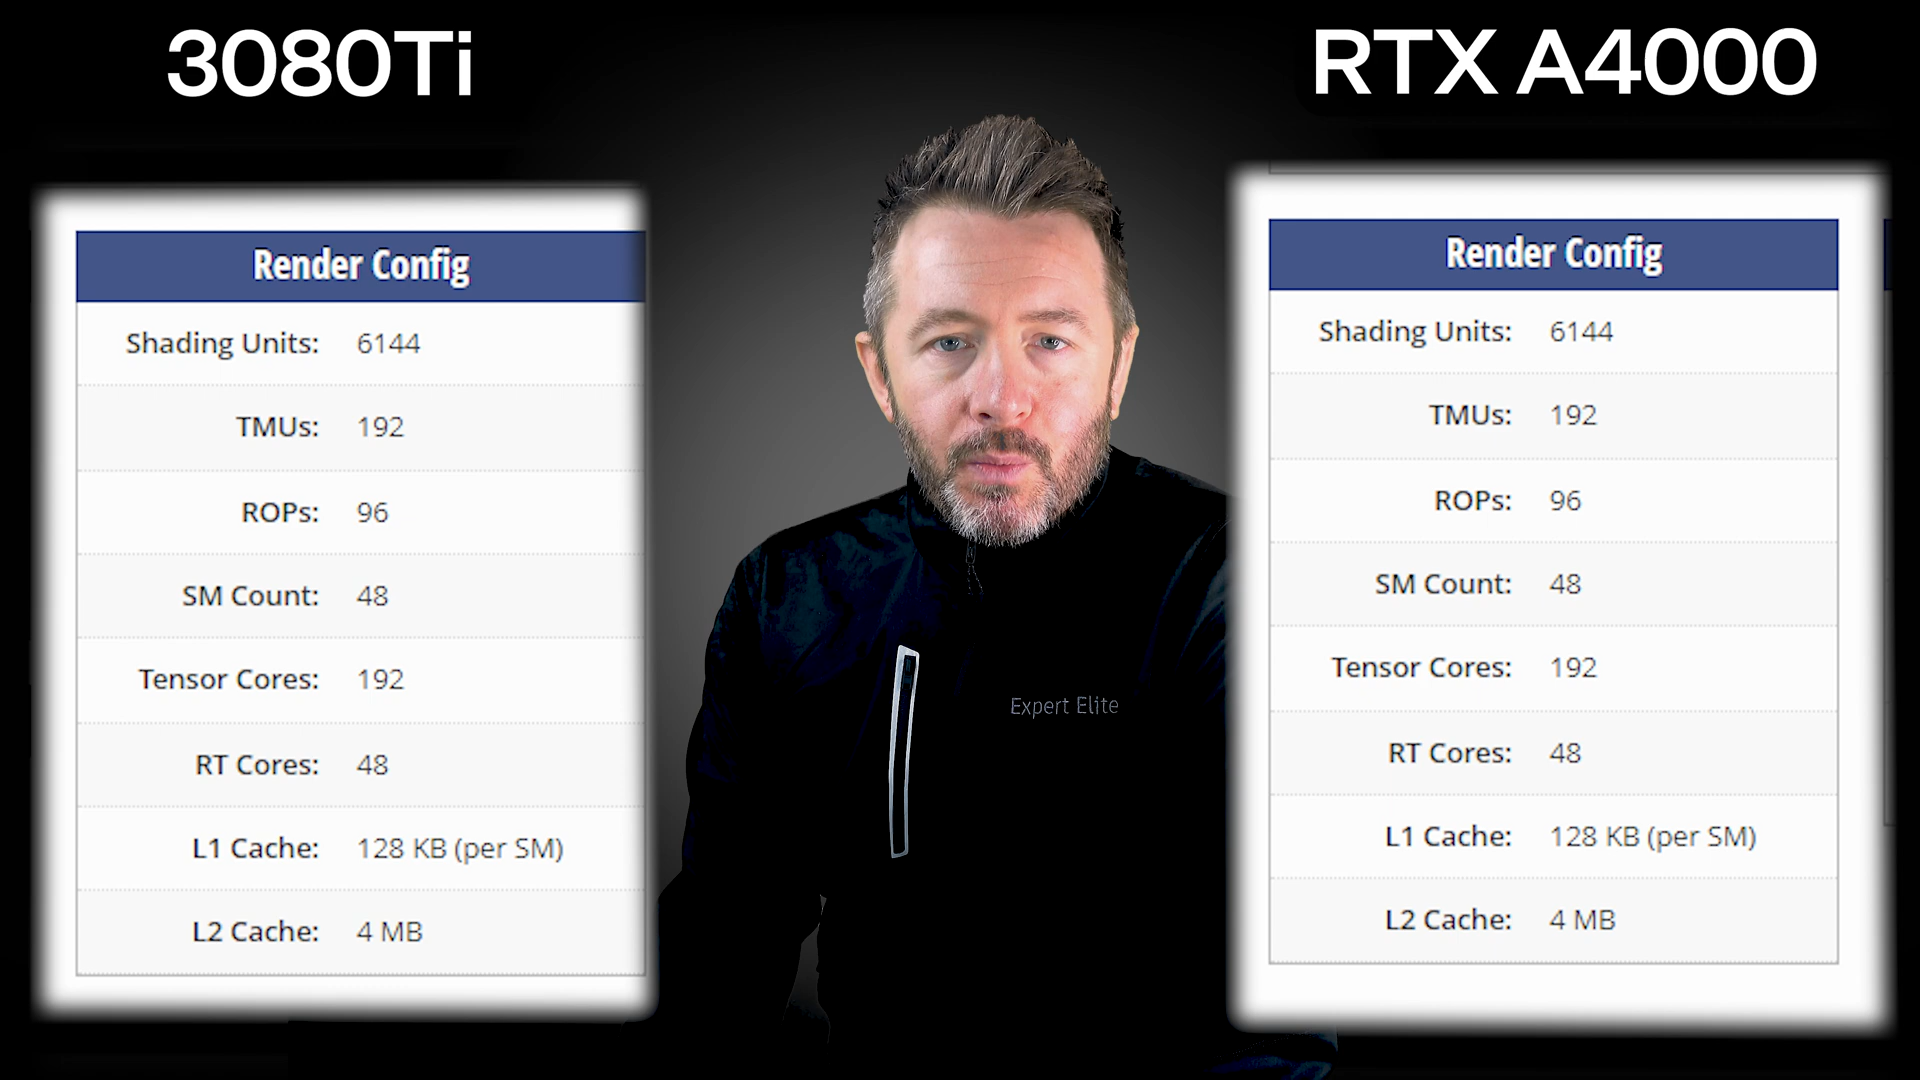 3080Ti
Render Config
Shading Units: 6144
TMUs: 192
ROPs: 96
SM Count: 48
Tensor Cores: 192
RT Cores: 48
L1 Cache: 128 KB (per SM)
L2 Cache: 4 MB
Expert Elite
RTX A4000
Render Config
Shading Units: 6144
TMUs: 192
ROPs: 96
SM Count: 48
Tensor Cores: 192
RT Cores: 48
L1 Cache: 128 KB (per SM)
L2 Cache: 4 MB